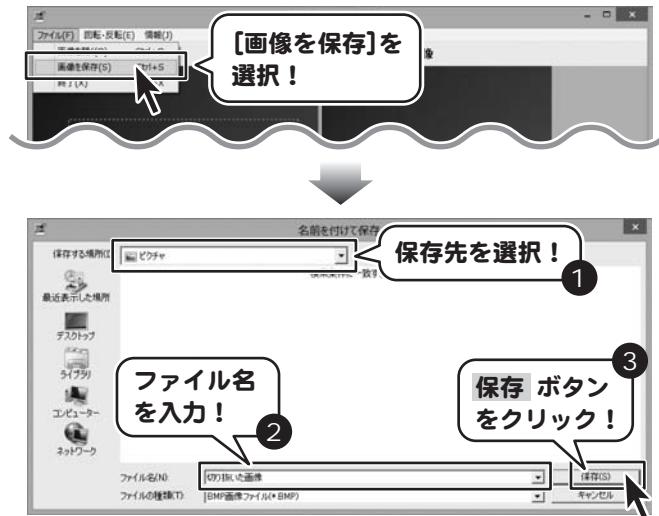 ファイル(F) 回転・反転(E) 情報(J)
画像を保存(S) Ctrl+S
終了(X)
[画像を保存]を
選択！
名前を付けて保存
保存する場所(I)
ピクチャ
保存先を選択！
1
最近表示した場所
デスクトップ
ライブラリ
コンピューター
ネットワーク
ファイル名
を入力！
2
3
保存 ボタン
をクリック！
ファイル名(N):
切り抜いた画像
保存(S)
ファイルの種類(T):
BMP画像ファイル(*.BMP)
キャンセル